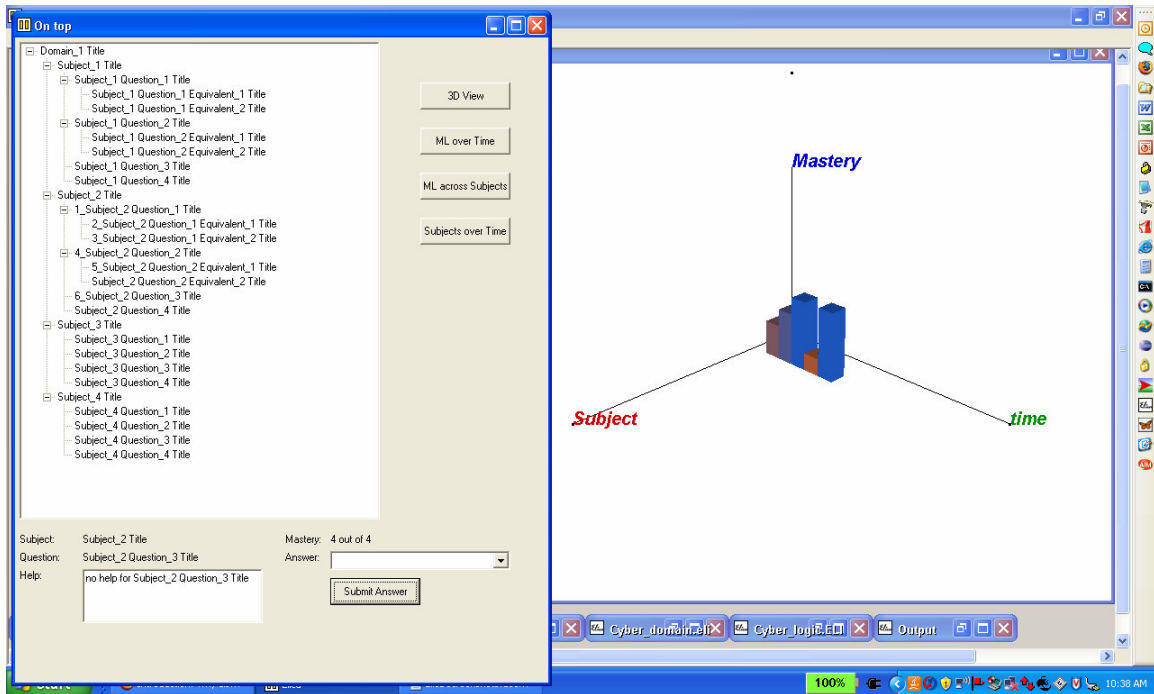 On top
Domain_1 Title
Subject_1 Title
Subject_1 Question_1 Title
Subject_1 Question_1 Equivalent_1 Title
Subject_1 Question_1 Equivalent_2 Title
Subject_1 Question_2 Title
Subject_1 Question_2 Equivalent_1 Title
Subject_1 Question_2 Equivalent_2 Title
Subject_1 Question_3 Title
Subject_1 Question_4 Title
Subject_2 Title
1_Subject_2 Question_1 Title
2_Subject_2 Question_1 Equivalent_1 Title
3_Subject_2 Question_1 Equivalent_2 Title
4_Subject_2 Question_2 Title
5_Subject_2 Question_2 Equivalent_1 Title
Subject_2 Question_2 Equivalent_2 Title
6_Subject_2 Question_3 Title
Subject_2 Question_4 Title
Subject_3 Title
Subject_3 Question_1 Title
Subject_3 Question_2 Title
Subject_3 Question_3 Title
Subject_3 Question_4 Title
Subject_4 Title
Subject_4 Question_1 Title
Subject_4 Question_2 Title
Subject_4 Question_3 Title
Subject_4 Question_4 Title
3D View
ML over Time
ML across Subjects
Subjects over Time
Subject: Subject_2 Title
Mastery: 4 out of 4
Question: Subject_2 Question_3 Title
Answer:
Help: no help for Subject_2 Question_3 Title
Submit Answer
Mastery
Subject
time
Cyber_domain.eli
Cyber_logic.ELI
Output
100%
10:38 AM